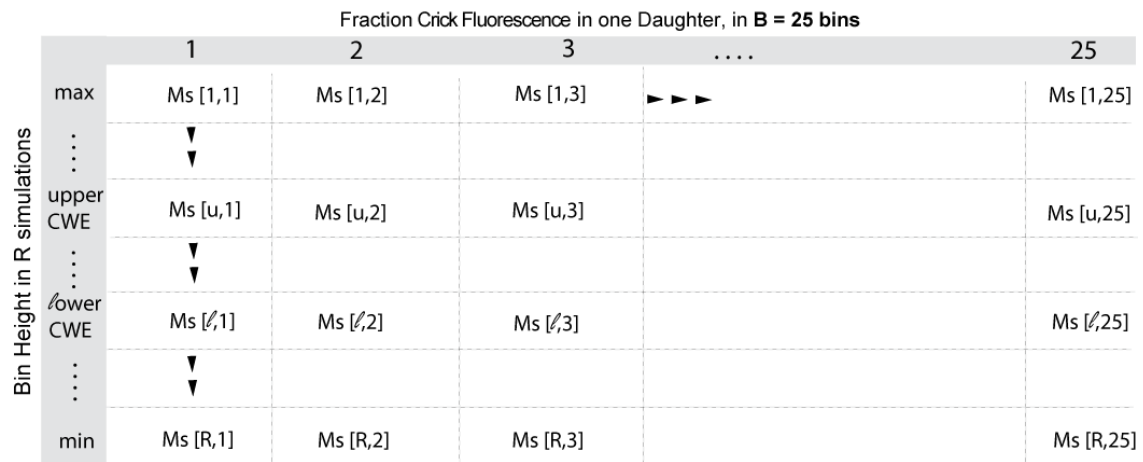 Fraction Crick Fluorescence in one Daughter, in B = 25 bins
1 2 3 .... 25
Bin Height in R simulations
max Ms [1,1] Ms [1,2] Ms [1,3] ► ► ► Ms [1,25]
....
upper
CWE Ms [u,1] Ms [u,2] Ms [u,3] Ms [u,25]
....
ℓower
CWE Ms [ℓ,1] Ms [ℓ,2] Ms [ℓ,3] Ms [ℓ,25]
....
min Ms [R,1] Ms [R,2] Ms [R,3] Ms [R,25]